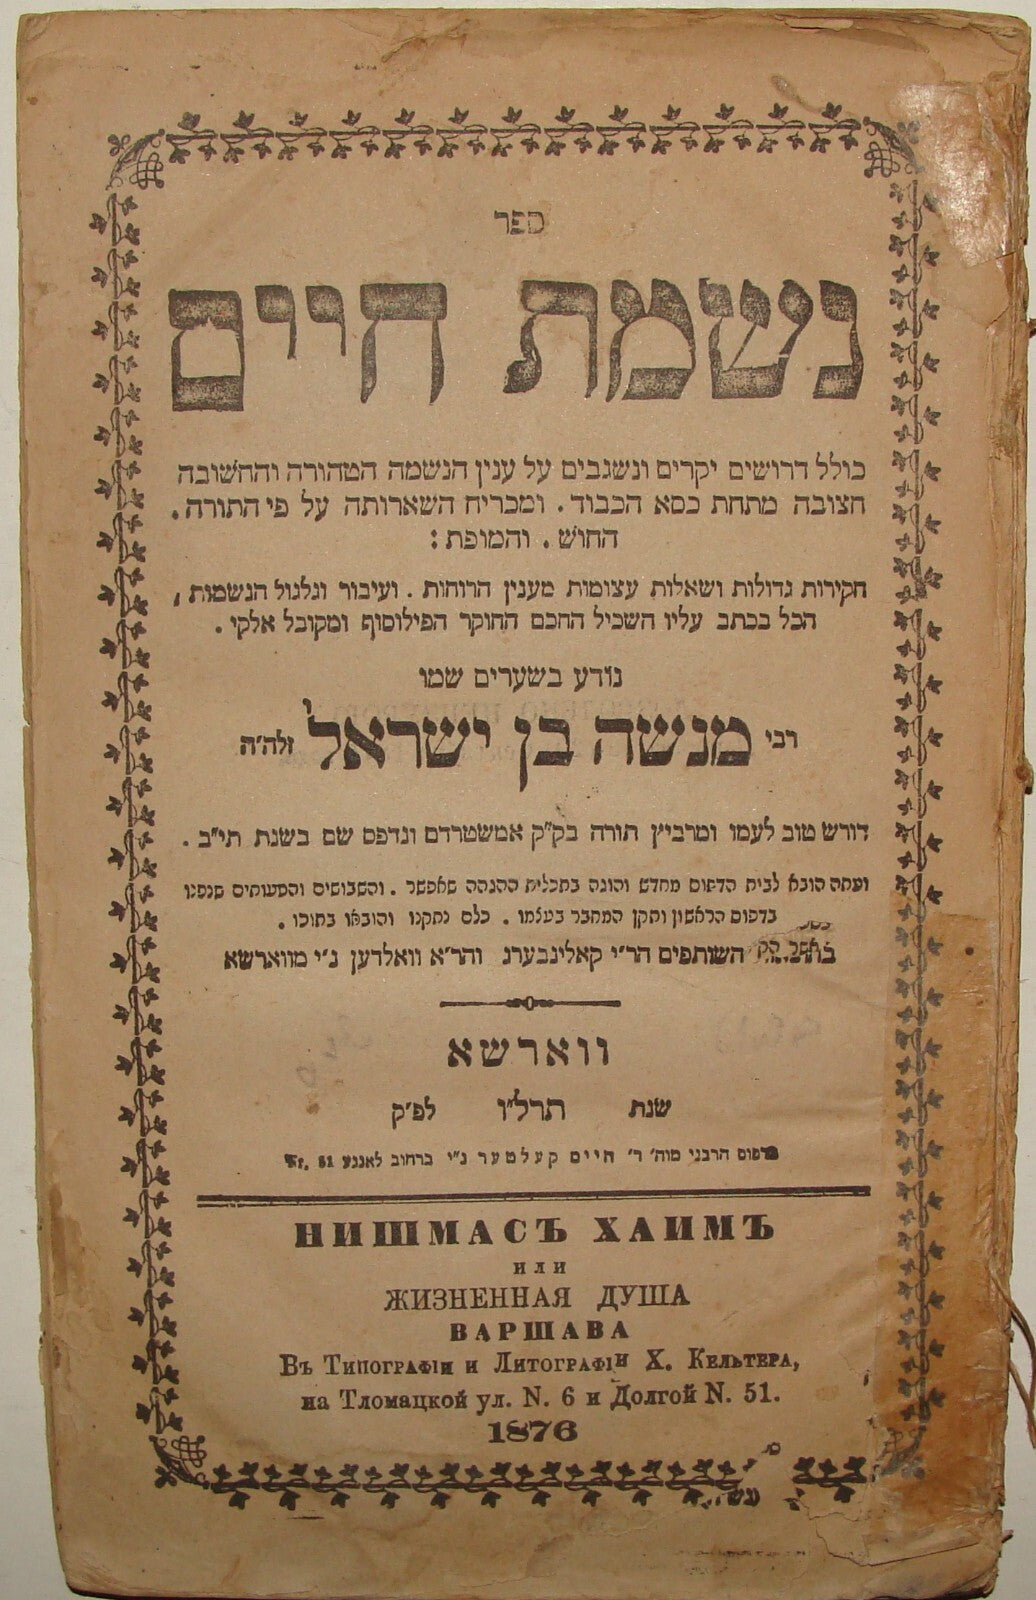 ספר
נשמת חיים
כולל דרושים יקרים ונשגבים על ענין הנשמה הטהורה והחשובה
חצובה מתחת כסא הכבוד. ומכריח השארותה על פי התורה.
החוש. והמופת:
חקירות גדולות ושאלות עצומות מענין הרוחות. ועיבור וגלגול הנשמות,
הכל בכתב עליו השכיל החכם החוקר הפילוסוף ומקובל אלקי.
נודע בשערים שמו
רבי מנשה בן ישראל זלה״ה
דורש טוב לעמו ומרביץ תורה בק״ק אמשטרדם ונדפס שם בשנת תי״ב.
ועתה הובא לבית הדפוס מחדש והוגה בתכלית ההגהה שאפשר. והשבושים והטעותים שנפלו
בדפוס הראשון ותקן המחבר בעצמו. כלם נתקנו והובאו בתוכו.
השותפים הר״י קאלינבערג והר״א וואלדען נ״י מווארשא
ווארשא
שנת תרל״ו לפ״ק
בדפוס הרבני מוה׳ ר׳ חיים קעלטער נ״י ברחוב לאנגע Nr. 51
НИШМАСЪ ХАИМЪ
или
ЖИЗНЕННАЯ ДУША
ВАРШАВА
Въ Типографіи и Литографіи Х. Кельтера,
на Тломацкой ул. N. 6 и Долгой N. 51.
1876